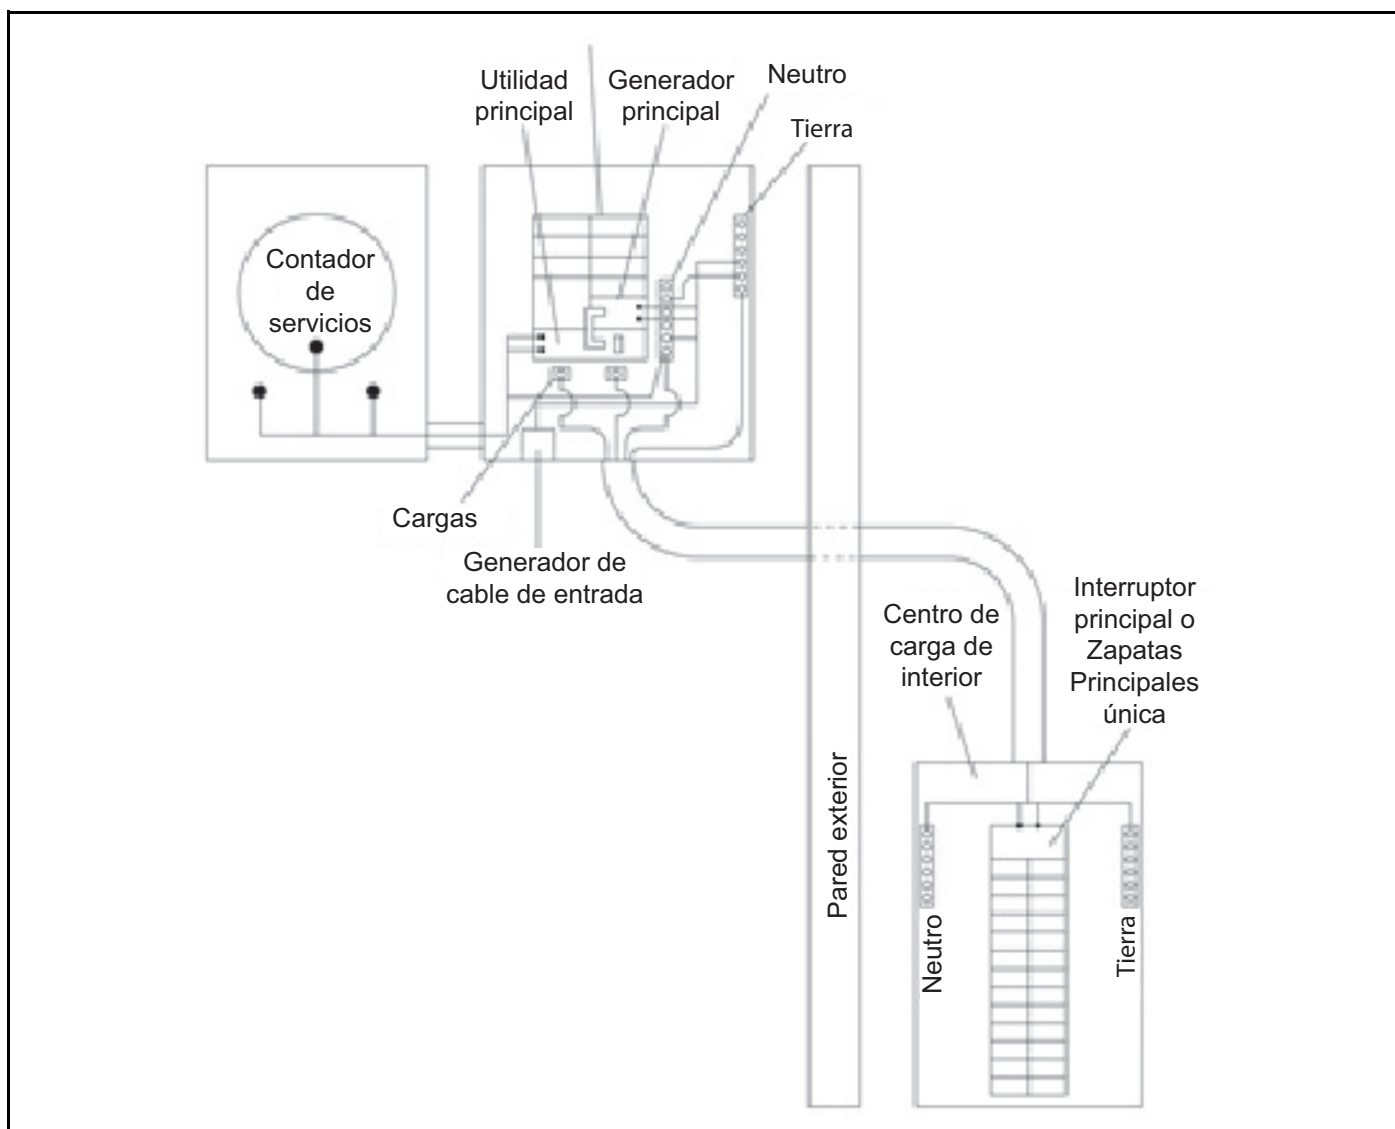 Utilidad
principal
Generador
principal
Neutro
Tierra
Contador
de
servicios
Cargas
Generador de
cable de entrada
Centro de
carga de
interior
Interruptor
principal o
Zapatas
Principales
única
Pared exterior
Neutro
Tierra